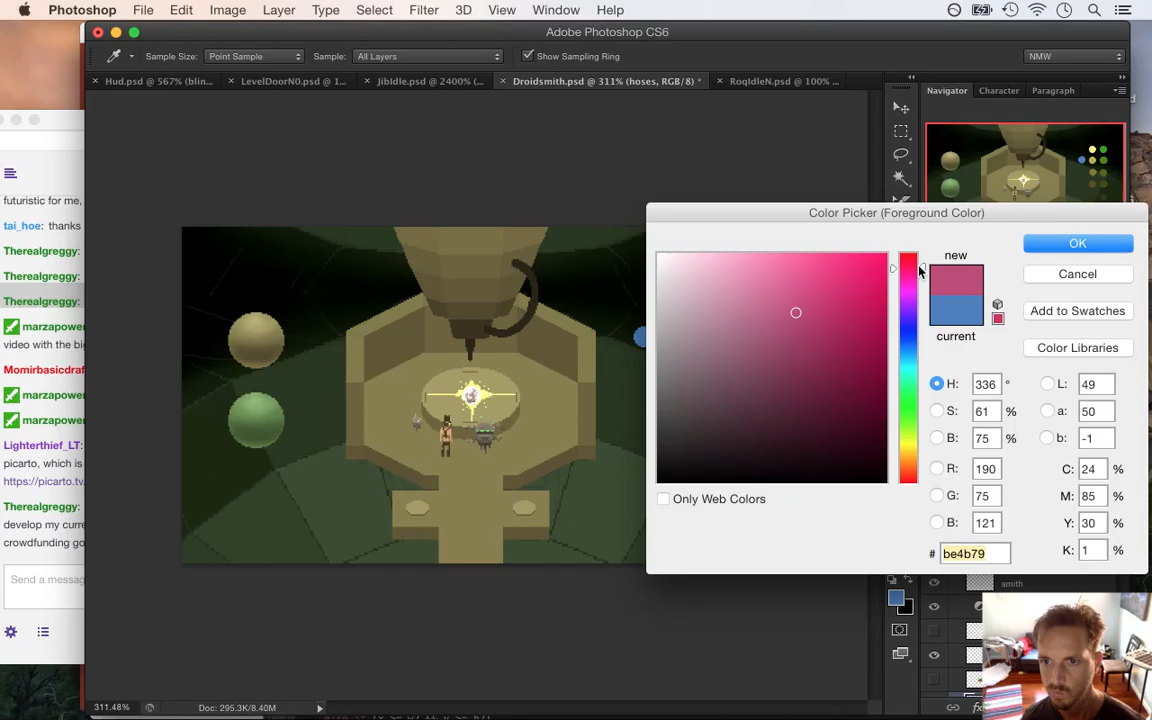 Photoshop File Edit Image Layer Type Select Filter 3D View Window Help
Adobe Photoshop CS6
Sample Size: Point Sample Sample: All Layers Show Sampling Ring NMW
Hud.psd @ 567% (blin... LevelDoorN0.psd @ 1... JibIdle.psd @ 2400% (... Droidsmith.psd @ 311% (hoses, RGB/8) * RoqIdleN.psd @ 100% ...
Navigator Character Paragraph
futuristic for me,
tai_hoe: thanks
Therealgreggy:
Therealgreggy:
Therealgreggy:
marzapower
video with the big
Momirbasicdraf
marzapower
marzapower
Lighterthief_LT:
picarto, which is
https://picarto.tv
Therealgreggy:
develop my curre
crowdfunding go
Send a messa
Color Picker (Foreground Color)
new
current
OK
Cancel
Add to Swatches
Color Libraries
H: 336 ° L: 49
S: 61 % a: 50
B: 75 % b: -1
R: 190 C: 24 %
G: 75 M: 85 %
B: 121 Y: 30 %
# be4b79 K: 1 %
Only Web Colors
smith
311.48% Doc: 295.3K/8.40M